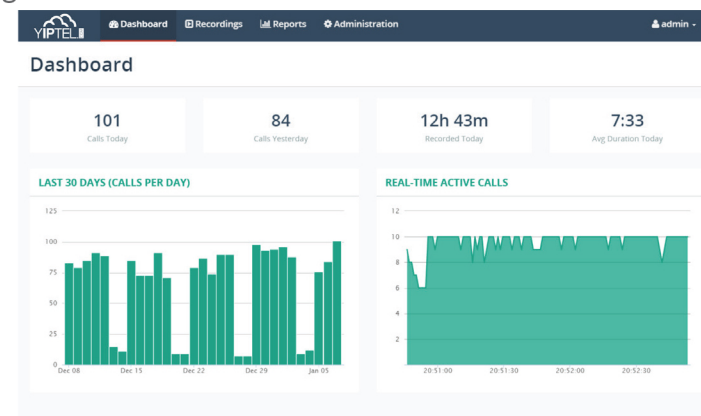 YIPTEL
Dashboard Recordings Reports Administration admin
Dashboard
101 84 12h 43m 7:33
Calls Today Calls Yesterday Recorded Today Avg Duration Today
LAST 30 DAYS (CALLS PER DAY)
125
100
75
50
25
0
Dec 08 Dec 15 Dec 22 Dec 29 Jan 05
REAL-TIME ACTIVE CALLS
12
10
8
6
4
2
20:51:00 20:51:30 20:52:00 20:52:30